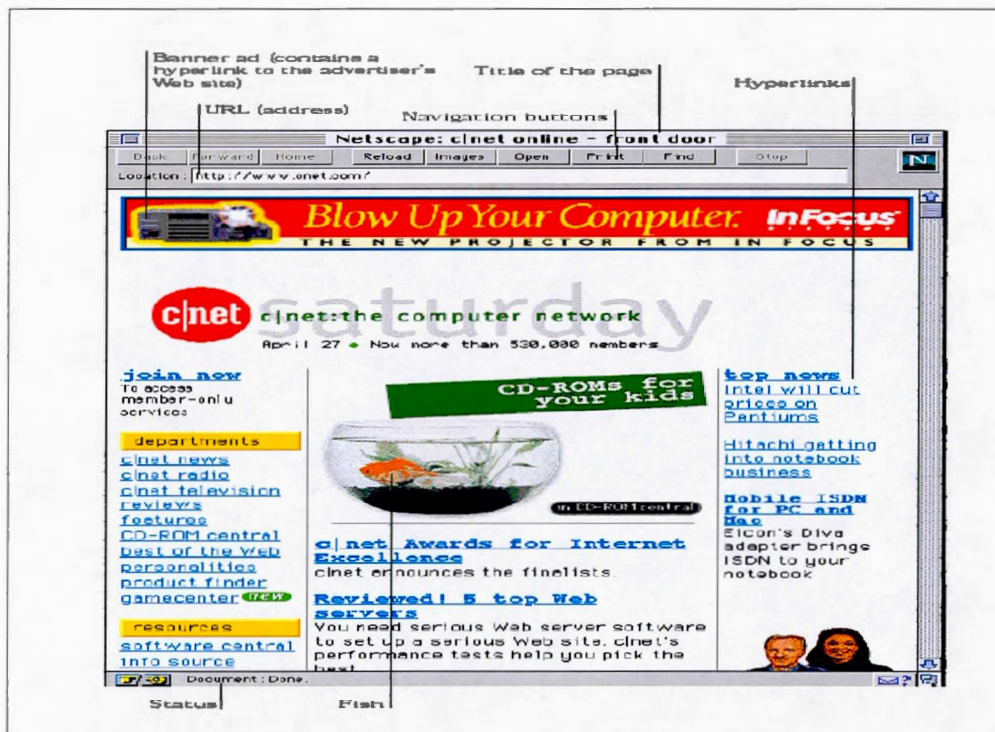 Banner ad (contains a
hyperlink to the advertiser's
Web site)
Title of the page
Hyperlinks
URL (address)
Navigation buttons
Netscape: c|net online – front door
Back Forward Home Reload Images Open Print Find Stop
N
Location: http://www.cnet.com/
Blow Up Your Computer. InFocus
THE NEW PROJECTOR FROM IN FOCUS
saturday
c|net
c|net:the computer network
April 27 • Now more than 530,000 members
join now
To access
member-only
services
departments
c|net news
c|net radio
c|net television
reviews
features
CD-ROM central
best of the Web
personalities
product finder
gamecenter new
resources
software central
info source
CD-ROMs for
your kids
in CD-ROM central
c|net Awards for Internet
Excellence
c|net announces the finalists.
Reviewed! 5 top Web
servers
You need serious Web server software
to set up a serious Web site. c|net's
performance tests help you pick the
best.
top news
Intel will cut
prices on
Pentiums
Hitachi getting
into notebook
business
Mobile ISDN
for PC and
Mac
Eicon's Diva
adapter brings
ISDN to your
notebook
Document: Done.
?
Status
Fish